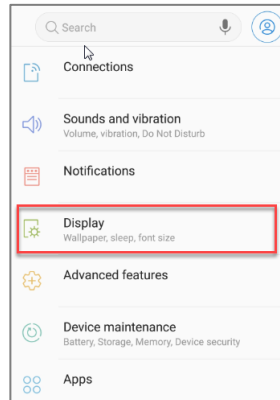 Search
Connections
Sounds and vibration
Volume, vibration, Do Not Disturb
Notifications
Display
Wallpaper, sleep, font size
Advanced features
Device maintenance
Battery, Storage, Memory, Device security
Apps